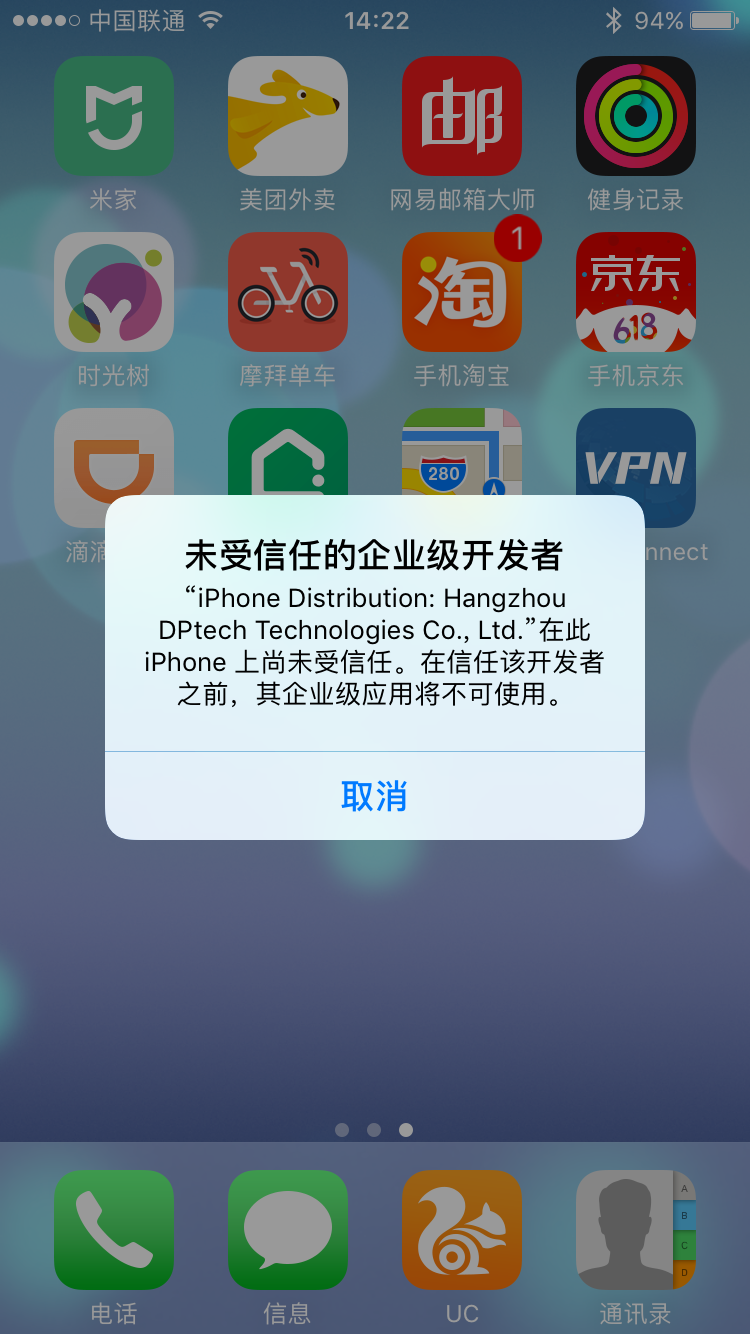 中国联通
14:22
94%
米家
美团外卖
邮
网易邮箱大师
健身记录
时光树
摩拜单车
1
淘
手机淘宝
京东
618
手机京东
280
VPN
滴滴
nnect
未受信任的企业级开发者
“iPhone Distribution: Hangzhou
DPtech Technologies Co., Ltd.”在此
iPhone 上尚未受信任。在信任该开发者
之前，其企业级应用将不可使用。
取消
A
B
C
D
电话
信息
UC
通讯录